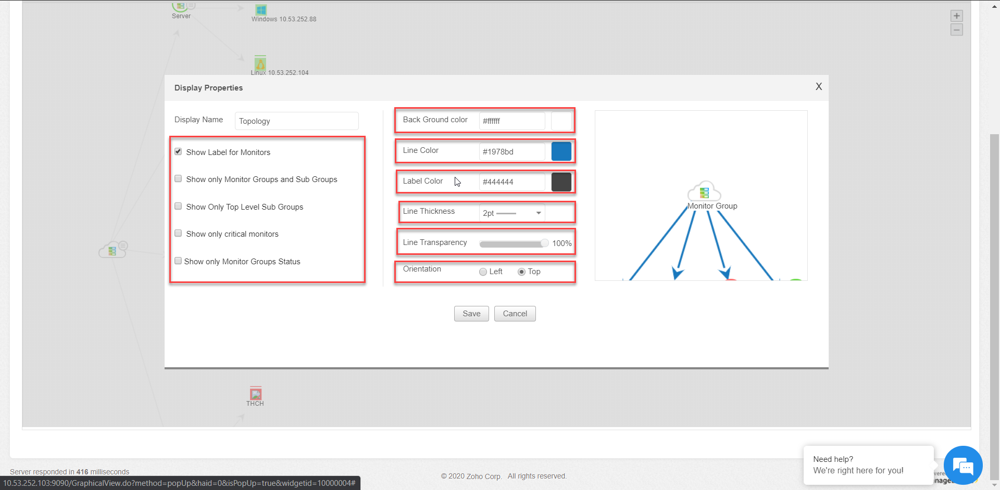 Server
Windows 10.53.252.88
+
−
Linux 10.53.252.104
Display Properties
X
Display Name
Topology
Show Label for Monitors
Show only Monitor Groups and Sub Groups
Show Only Top Level Sub Groups
Show only critical monitors
Show only Monitor Groups Status
Back Ground color #ffffff
Line Color #1978bd
Label Color #444444
Line Thickness 2pt
Line Transparency 100%
Orientation Left Top
Monitor Group
Save Cancel
THCH
Need help?
We're right here for you!
Server responded in 416 milliseconds
© 2020 Zoho Corp. All rights reserved.
10.53.252.103:9090/GraphicalView.do?method=popUp&haid=0&isPopUp=true&widgetid=10000004#